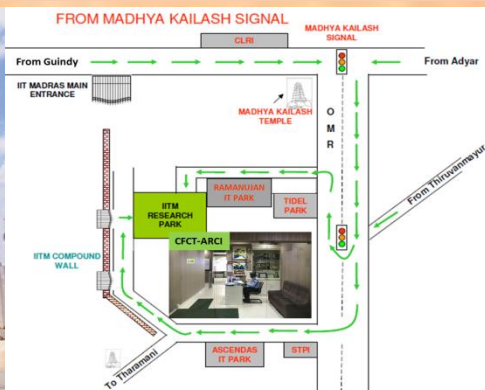 FROM MADHYA KAILASH SIGNAL
CLRI
MADHYA KAILASH
SIGNAL
From Guindy
From Adyar
IIT MADRAS MAIN
ENTRANCE
MADHYA KAILASH
TEMPLE
O
M
R
From Thiruvanmayur
RAMANUJAN
IT PARK
TIDEL
PARK
IITM
RESEARCH
PARK
CFCT-ARCI
IITM COMPOUND
WALL
ASCENDAS
IT PARK
STPI
To Tharamani